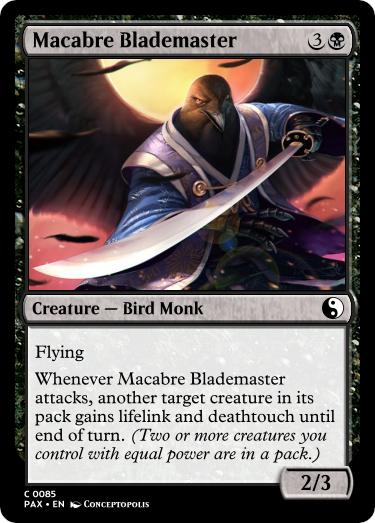 Macabre Blademaster 3
Creature — Bird Monk
Flying
Whenever Macabre Blademaster
attacks, another target creature in its
pack gains lifelink and deathtouch until
end of turn. (Two or more creatures you
control with equal power are in a pack.)
2/3
C 0085
PAX • EN Conceptopolis